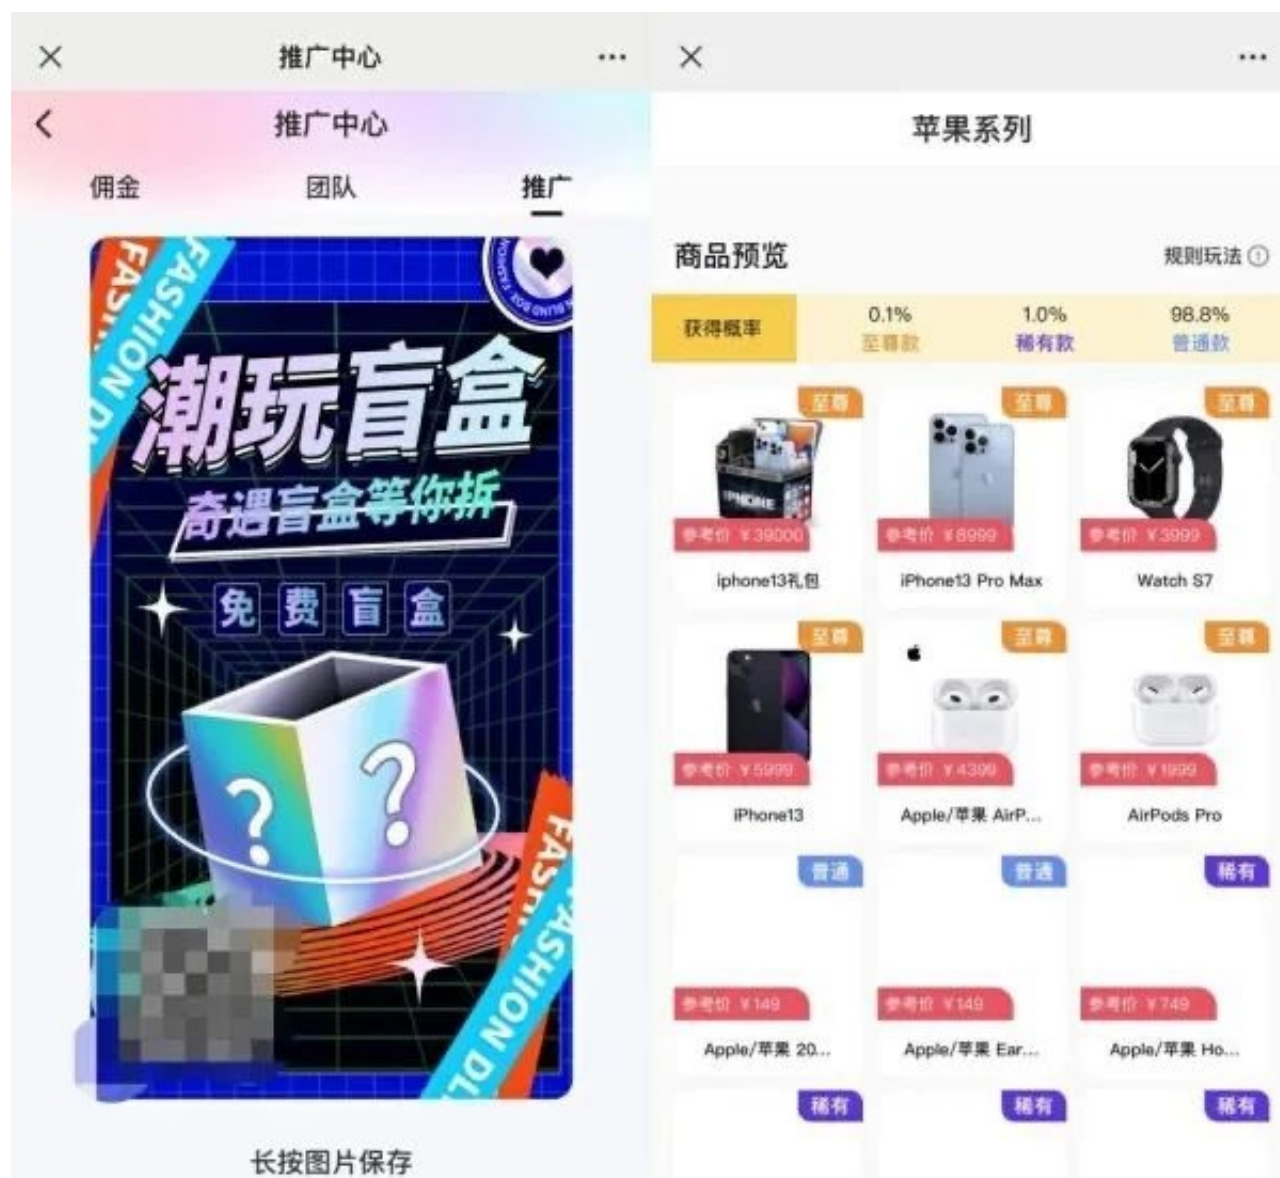 推广中心
推广中心
佣金 团队 推广
FASHION
FASHION DL
潮玩盲盒
奇遇盲盒等你拆
免费盲盒
FASHION
FASHION DL
长按图片保存
苹果系列
商品预览 规则玩法
获得概率 0.1% 1.0% 98.8%
至尊款 稀有款 普通款
至尊 至尊 至尊
IPHONE
参考价 ¥39000 参考价 ¥8999 参考价 ¥3999
iphone13礼包 iPhone13 Pro Max Watch S7
至尊 至尊 至尊
参考价 ¥5999 参考价 ¥4399 参考价 ¥1999
iPhone13 Apple/苹果 AirP... AirPods Pro
普通 普通 稀有
参考价 ¥149 参考价 ¥149 参考价 ¥749
Apple/苹果 20... Apple/苹果 Ear... Apple/苹果 Ho...
稀有 稀有 稀有